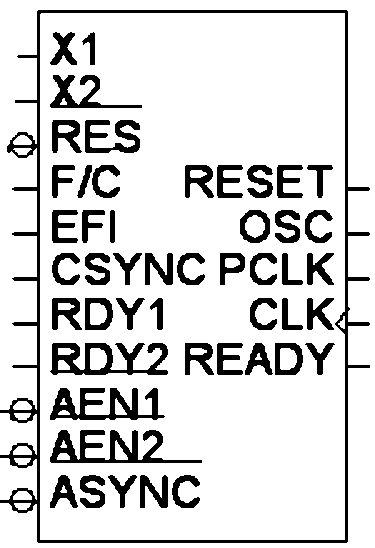 X1
X2
RES
F/C RESET
EFI OSC
CSYNC PCLK
RDY1 CLK
RDY2 READY
AEN1
AEN2
ASYNC